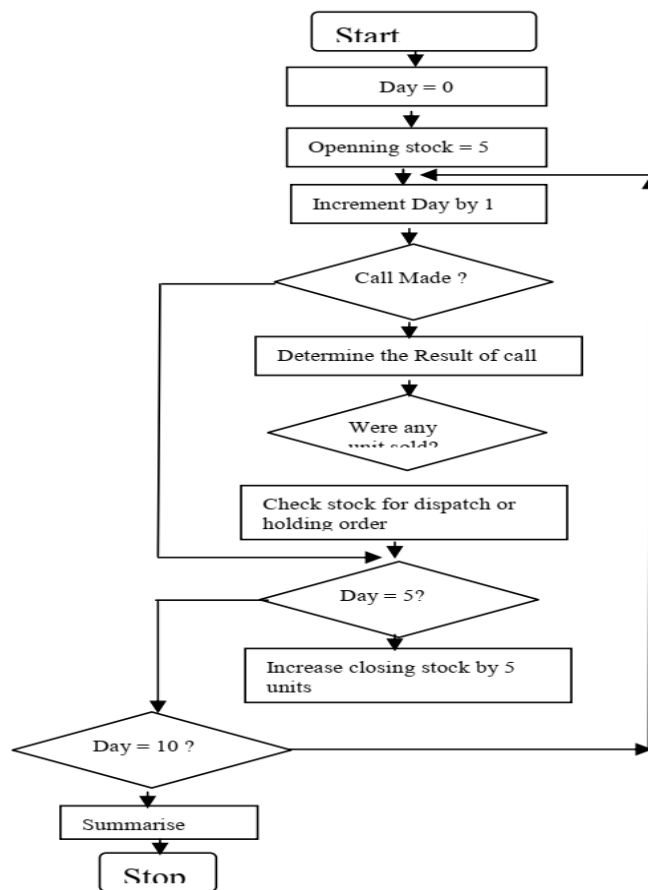 Start
Day = 0
Openning stock = 5
Increment Day by 1
Call Made ?
Determine the Result of call
Were any
unit sold?
Check stock for dispatch or
holding order
Day = 5?
Increase closing stock by 5
units
Day = 10 ?
Summarise
Stop